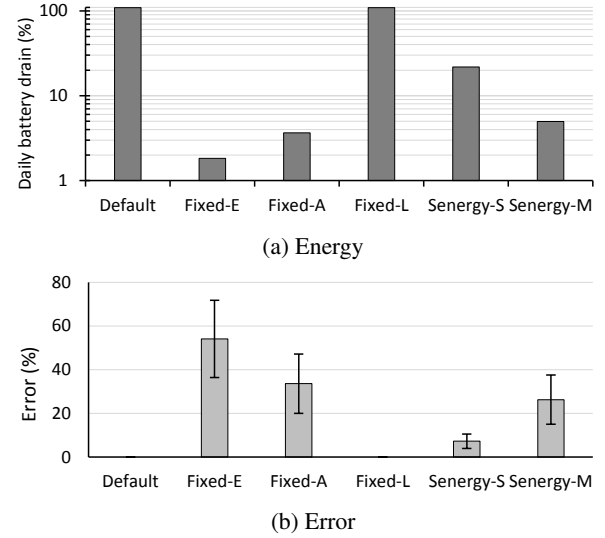 Daily battery drain (%)
100
10
1
Default Fixed-E Fixed-A Fixed-L Senergy-S Senergy-M
(a) Energy
Error (%)
80
60
40
20
0
Default Fixed-E Fixed-A Fixed-L Senergy-S Senergy-M
(b) Error